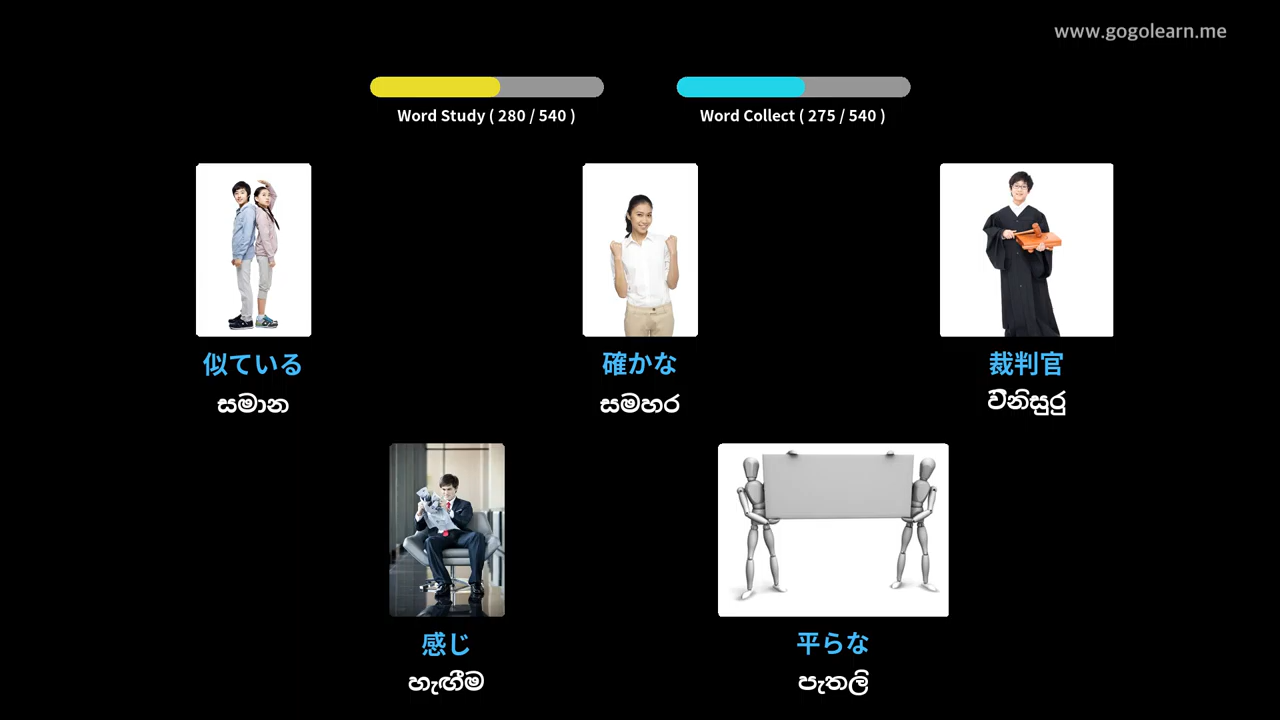 www.gogolearn.me
Word Study ( 280 / 540 )
Word Collect ( 275 / 540 )
似ている
සමාන
確かな
සමහර
裁判官
විනිසුරු
感じ
හැඟීම
平らな
පැතලි